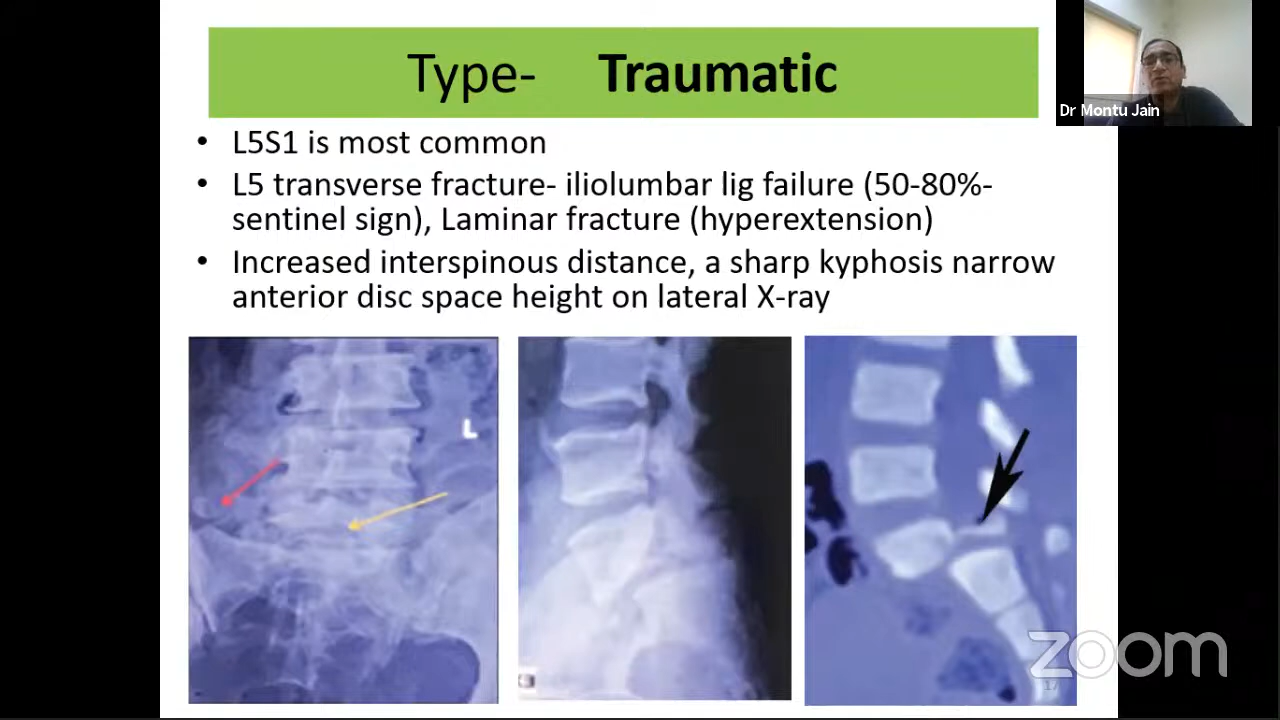 Type- Traumatic
Dr Montu Jain
• L5S1 is most common
• L5 transverse fracture- iliolumbar lig failure (50-80%-
sentinel sign), Laminar fracture (hyperextension)
• Increased interspinous distance, a sharp kyphosis narrow
anterior disc space height on lateral X-ray
L
zoom
17